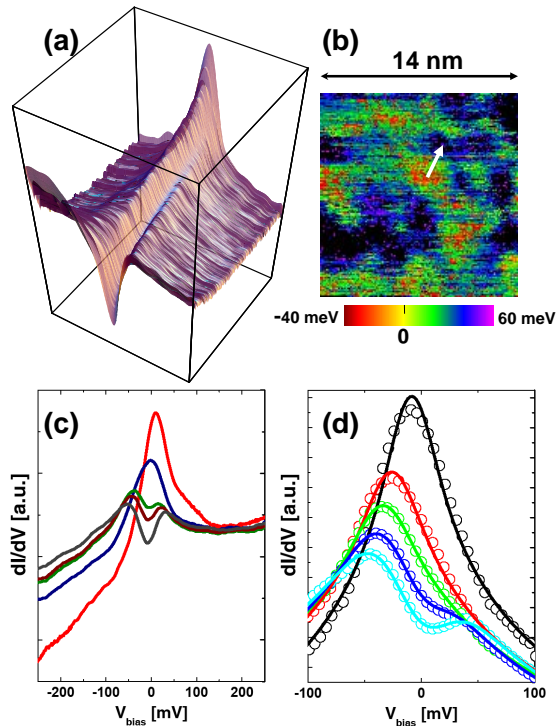 (a)
(b)
14 nm
-40 meV
60 meV
0
(c)
dI/dV [a.u.]
-200 -100 0 100 200
V_bias [mV]
(d)
dI/dV [a.u.]
-100 -50 0 50 100
V_bias [mV]